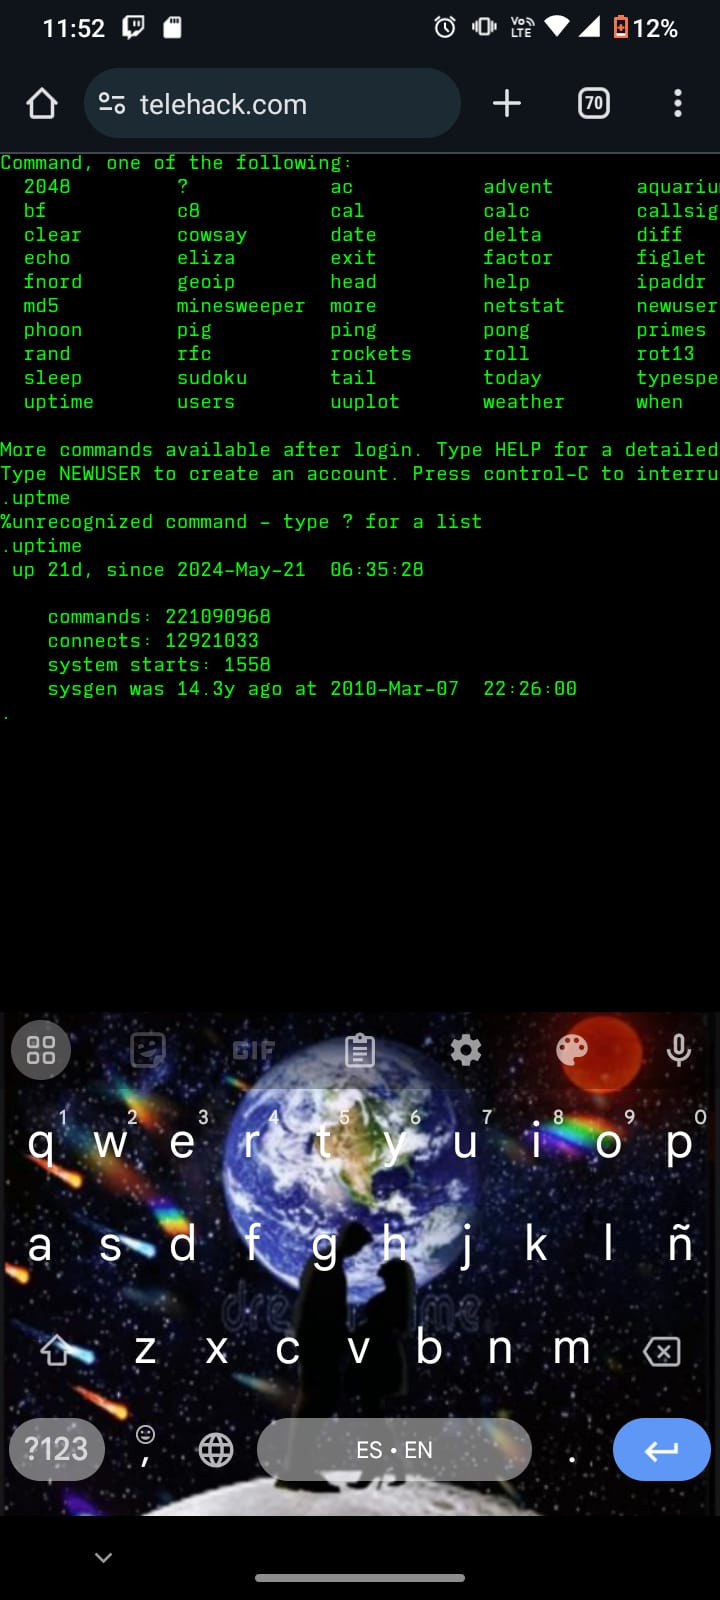 11:52 VoLTE 12%
telehack.com 70
Command, one of the following:
2048 ? ac advent aquariu
bf c8 cal calc callsig
clear cowsay date delta diff
echo eliza exit factor figlet
fnord geoip head help ipaddr
md5 minesweeper more netstat newuser
phoon pig ping pong primes
rand rfc rockets roll rot13
sleep sudoku tail today typespe
uptime users uuplot weather when
More commands available after login. Type HELP for a detailed
Type NEWUSER to create an account. Press control-C to interru
.uptme
%unrecognized command - type ? for a list
.uptime
up 21d, since 2024-May-21 06:35:28
commands: 221090968
connects: 12921033
system starts: 1558
sysgen was 14.3y ago at 2010-Mar-07 22:26:00
.
GIF
1 2 3 4 5 6 7 8 9 0
q w e r t y u i o p
a s d f g h j k l ñ
z x c v b n m
?123 , ES • EN .